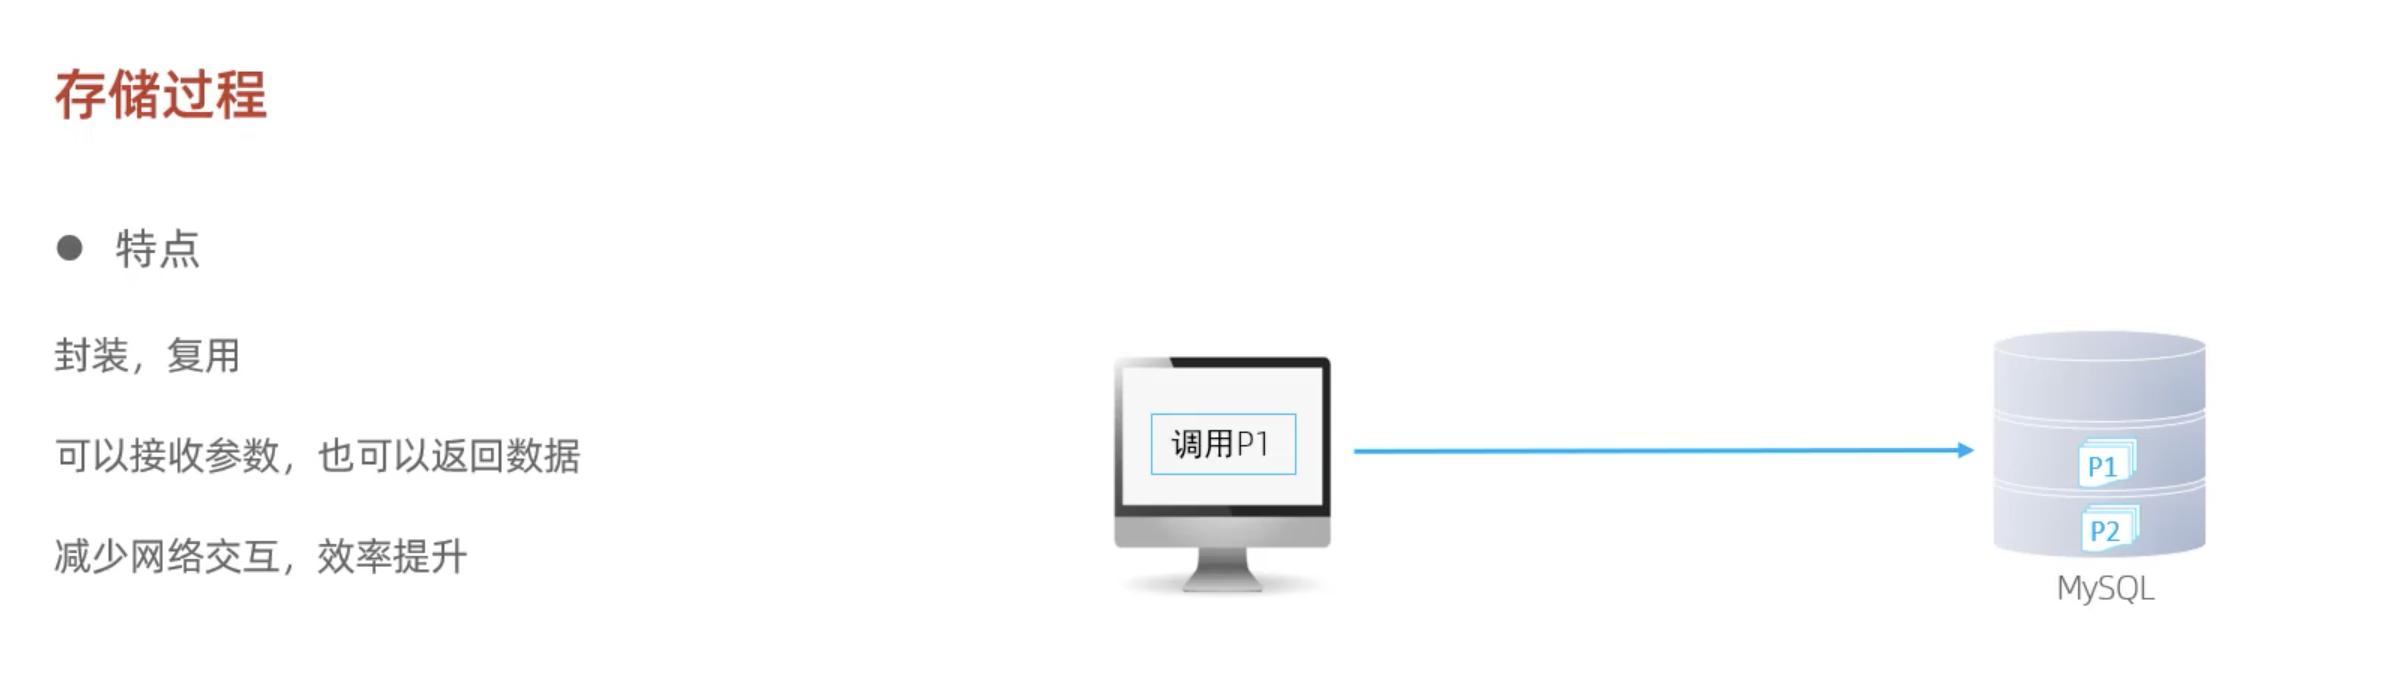 存储过程
● 特点
封装，复用
可以接收参数，也可以返回数据
减少网络交互，效率提升
调用P1
P1
P2
MySQL